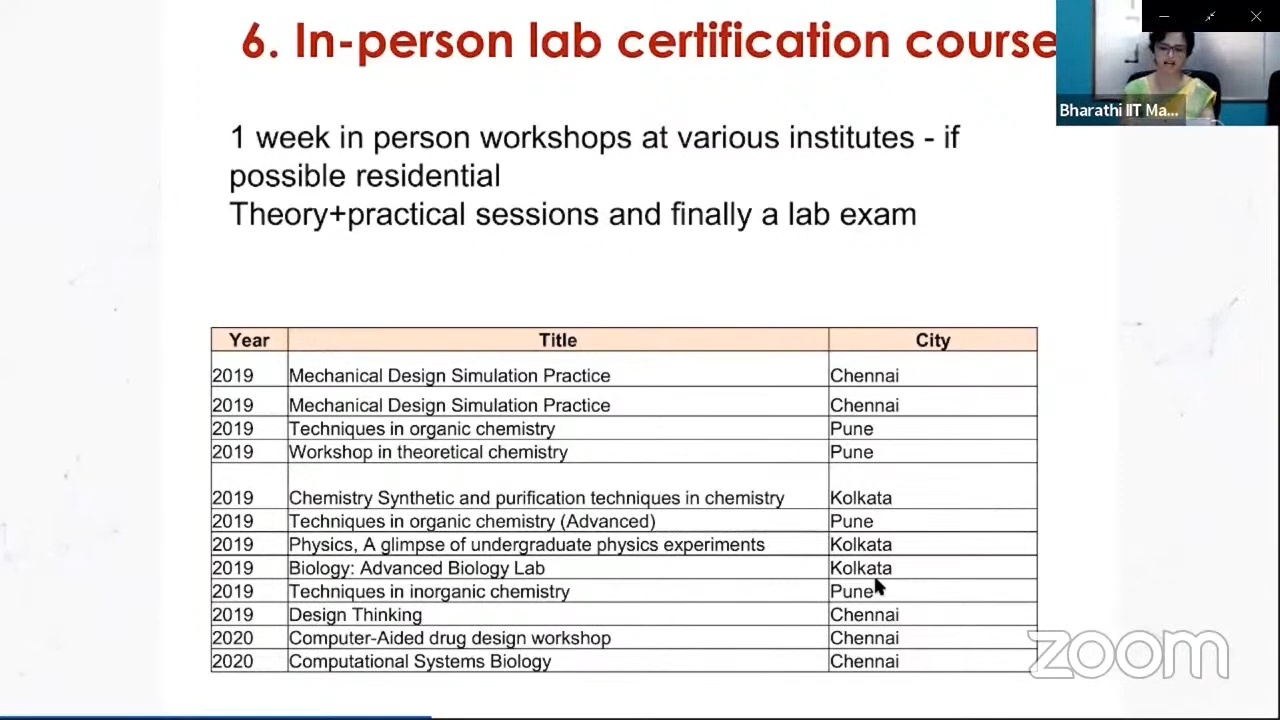 6. In-person lab certification course
Bharathi IIT Ma...
1 week in person workshops at various institutes - if
possible residential
Theory+practical sessions and finally a lab exam
Year Title City
2019 Mechanical Design Simulation Practice Chennai
2019 Mechanical Design Simulation Practice Chennai
2019 Techniques in organic chemistry Pune
2019 Workshop in theoretical chemistry Pune
2019 Chemistry Synthetic and purification techniques in chemistry Kolkata
2019 Techniques in organic chemistry (Advanced) Pune
2019 Physics, A glimpse of undergraduate physics experiments Kolkata
2019 Biology: Advanced Biology Lab Kolkata
2019 Techniques in inorganic chemistry Pune
2019 Design Thinking Chennai
2020 Computer-Aided drug design workshop Chennai
2020 Computational Systems Biology Chennai
zoom